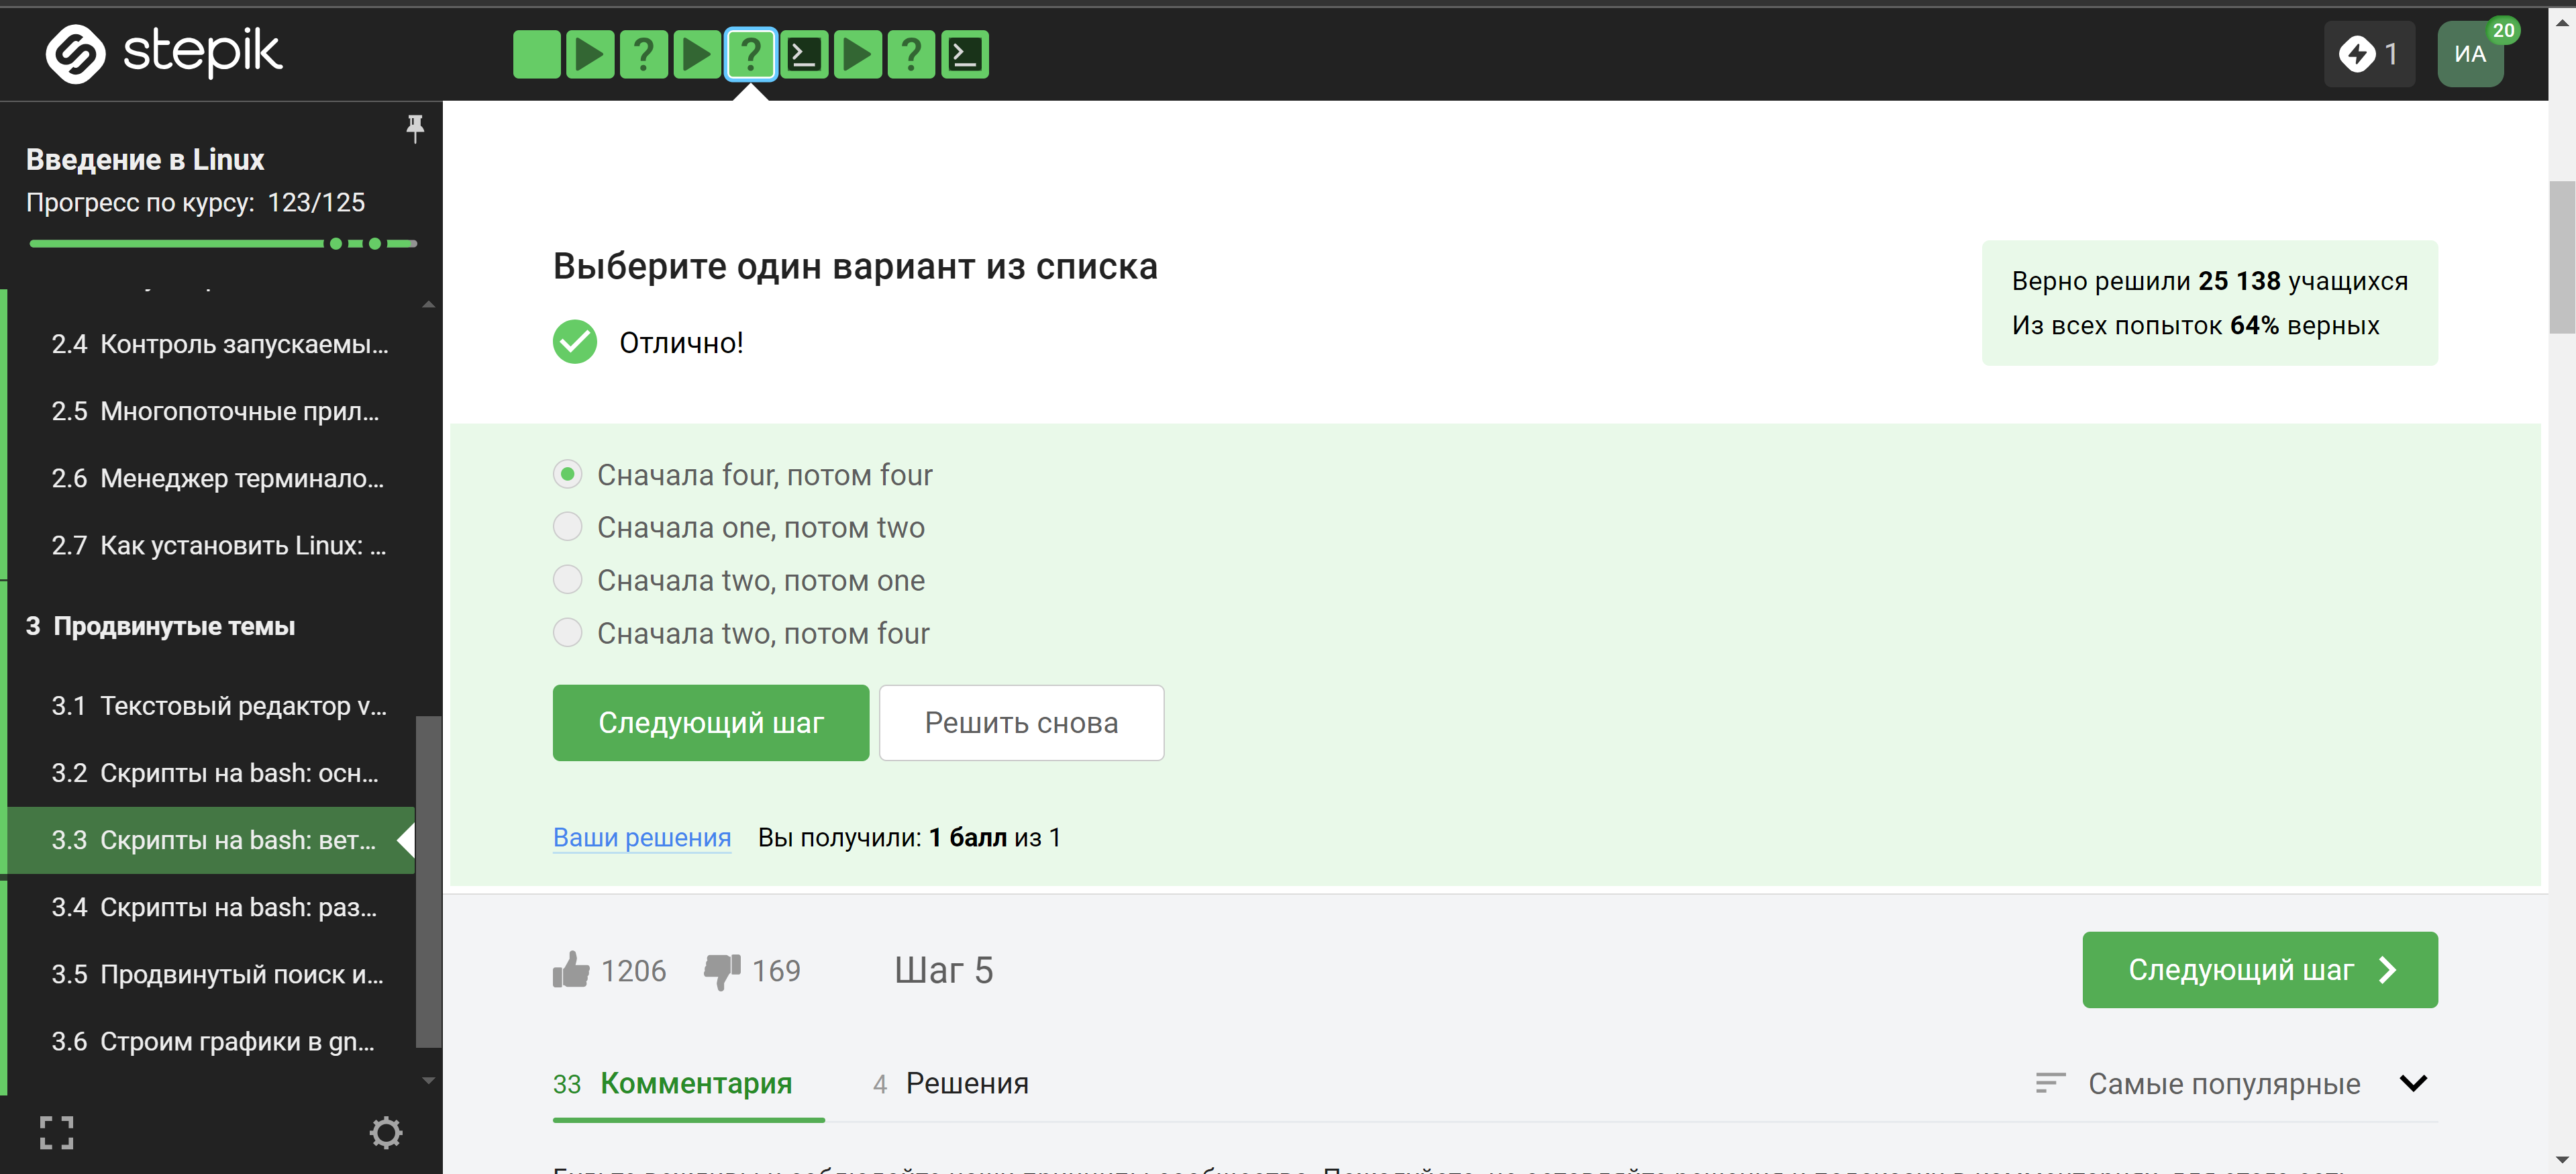 stepik
1
ИА
20
Введение в Linux
Прогресс по курсу: 123/125
2.4 Контроль запускаемы...
2.5 Многопоточные прил...
2.6 Менеджер терминало...
2.7 Как установить Linux: ...
3 Продвинутые темы
3.1 Текстовый редактор v...
3.2 Скрипты на bash: осн...
3.3 Скрипты на bash: вет...
3.4 Скрипты на bash: раз...
3.5 Продвинутый поиск и...
3.6 Строим графики в gn...
Выберите один вариант из списка
Отлично!
Верно решили 25 138 учащихся
Из всех попыток 64% верных
Сначала four, потом four
Сначала one, потом two
Сначала two, потом one
Сначала two, потом four
Следующий шаг
Решить снова
Ваши решения Вы получили: 1 балл из 1
1206 169 Шаг 5
Следующий шаг
33 Комментария 4 Решения
Самые популярные